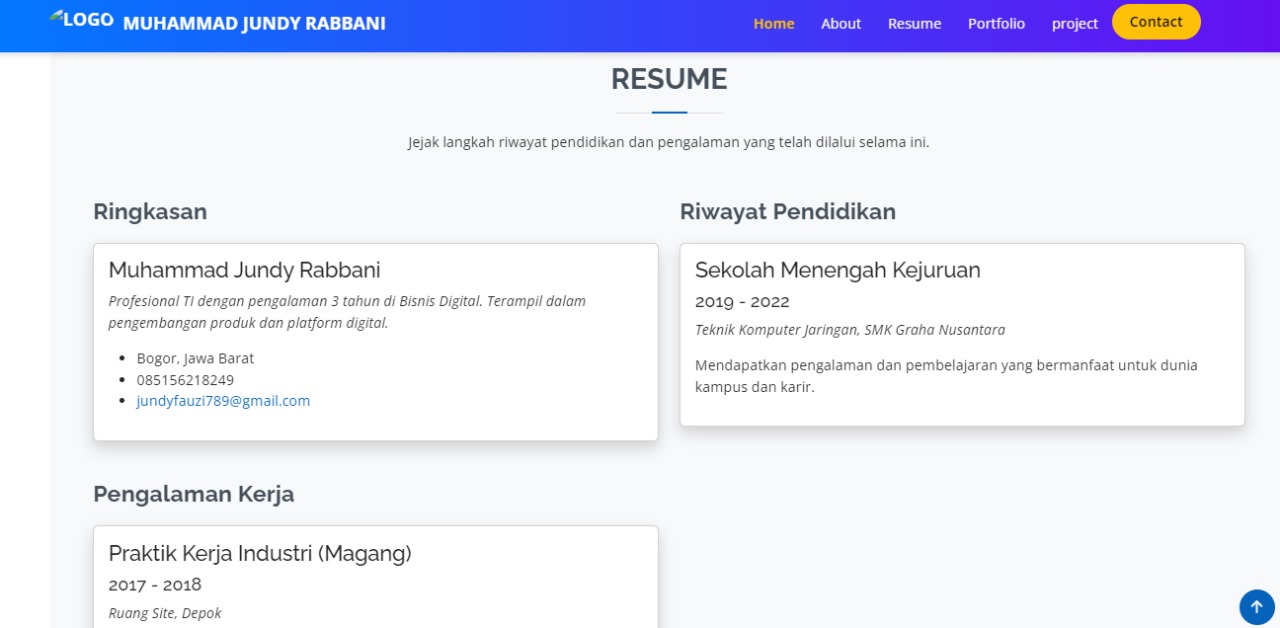 LOGO MUHAMMAD JUNDY RABBANI
Home About Resume Portfolio project Contact
RESUME
Jejak langkah riwayat pendidikan dan pengalaman yang telah dilalui selama ini.
Ringkasan
Muhammad Jundy Rabbani
Profesional TI dengan pengalaman 3 tahun di Bisnis Digital. Terampil dalam
pengembangan produk dan platform digital.
Bogor, Jawa Barat
085156218249
jundyfauzi789@gmail.com
Riwayat Pendidikan
Sekolah Menengah Kejuruan
2019 - 2022
Teknik Komputer Jaringan, SMK Graha Nusantara
Mendapatkan pengalaman dan pembelajaran yang bermanfaat untuk dunia
kampus dan karir.
Pengalaman Kerja
Praktik Kerja Industri (Magang)
2017 - 2018
Ruang Site, Depok